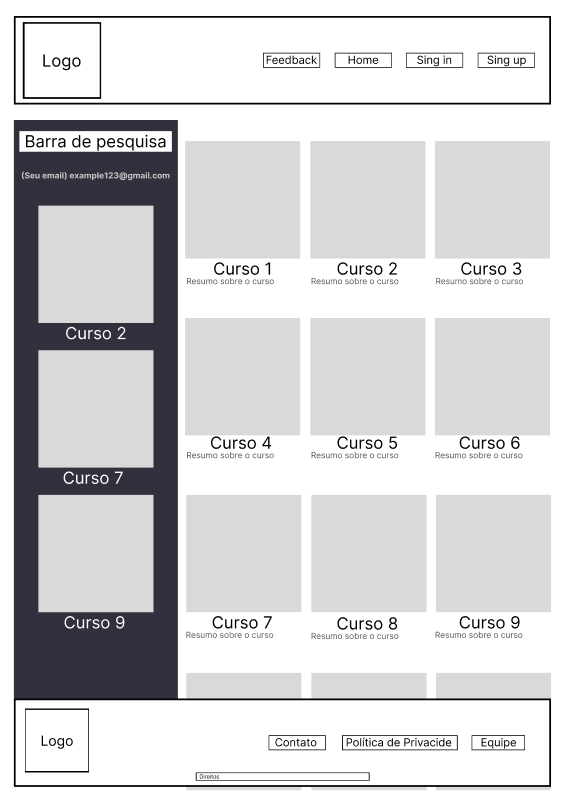 Logo
Feedback
Home
Sing in
Sing up
Barra de pesquisa
(Seu email) example123@gmail.com
Curso 2
Curso 7
Curso 9
Curso 1
Resumo sobre o curso
Curso 2
Resumo sobre o curso
Curso 3
Resumo sobre o curso
Curso 4
Resumo sobre o curso
Curso 5
Resumo sobre o curso
Curso 6
Resumo sobre o curso
Curso 7
Resumo sobre o curso
Curso 8
Resumo sobre o curso
Curso 9
Resumo sobre o curso
Logo
Contato
Política de Privacide
Equipe
Direitos